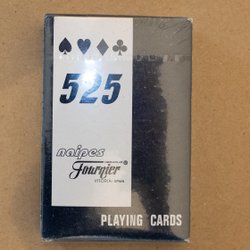 525
naipes
Fournier
VITORIA - SPAIN
PLAYING CARDS